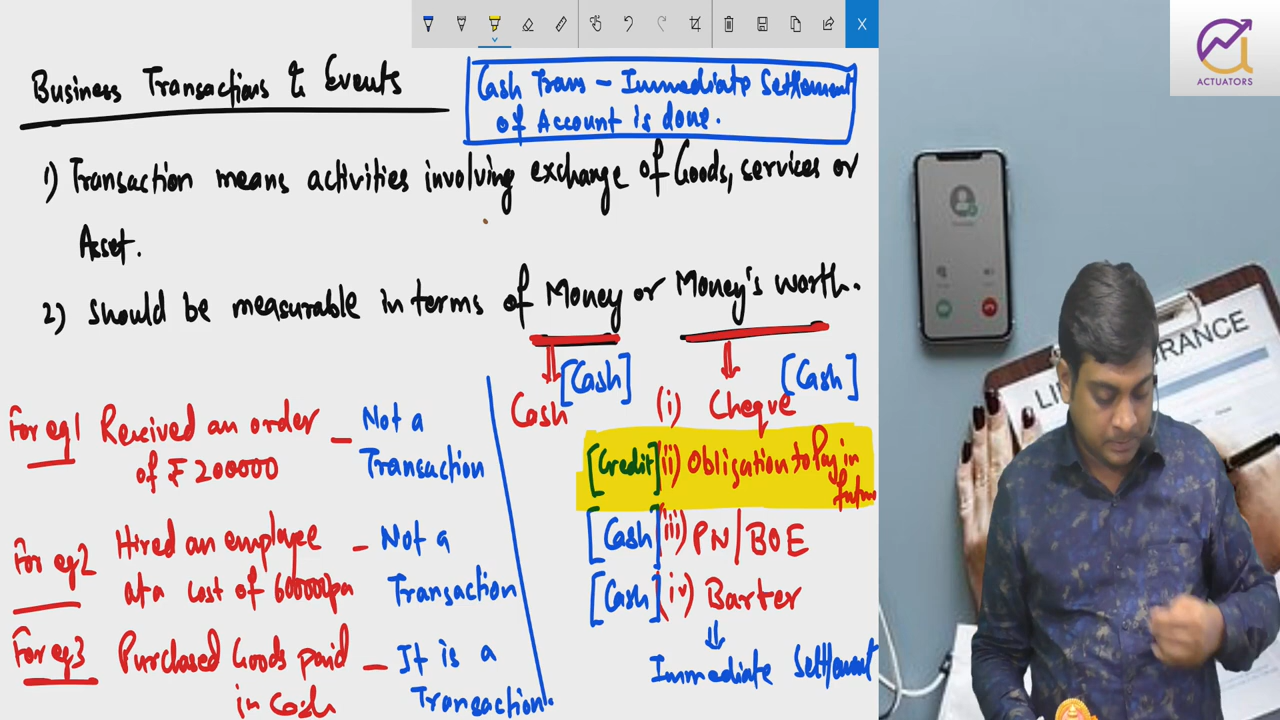 ACTUATORS
Business Transactions & Events
Cash Trans – Immediate Settlement
of Account is done.
1) Transaction means activities involving exchange of Goods, services or
Asset.
2) Should be measurable in terms of Money or Money's worth.
[Cash]
[Cash]
Cash
(i) Cheque
[Credit] ii) Obligation to Pay in
future
[Cash] iii) PN/BOE
[Cash] (iv) Barter
Immediate Settlement
For eg1 Received an order – Not a
of ₹ 200000 Transaction
For eg2 Hired an employee – Not a
at a cost of 600000pa Transaction
For eg3 Purchased Goods paid – It is a
in Cash Transaction.